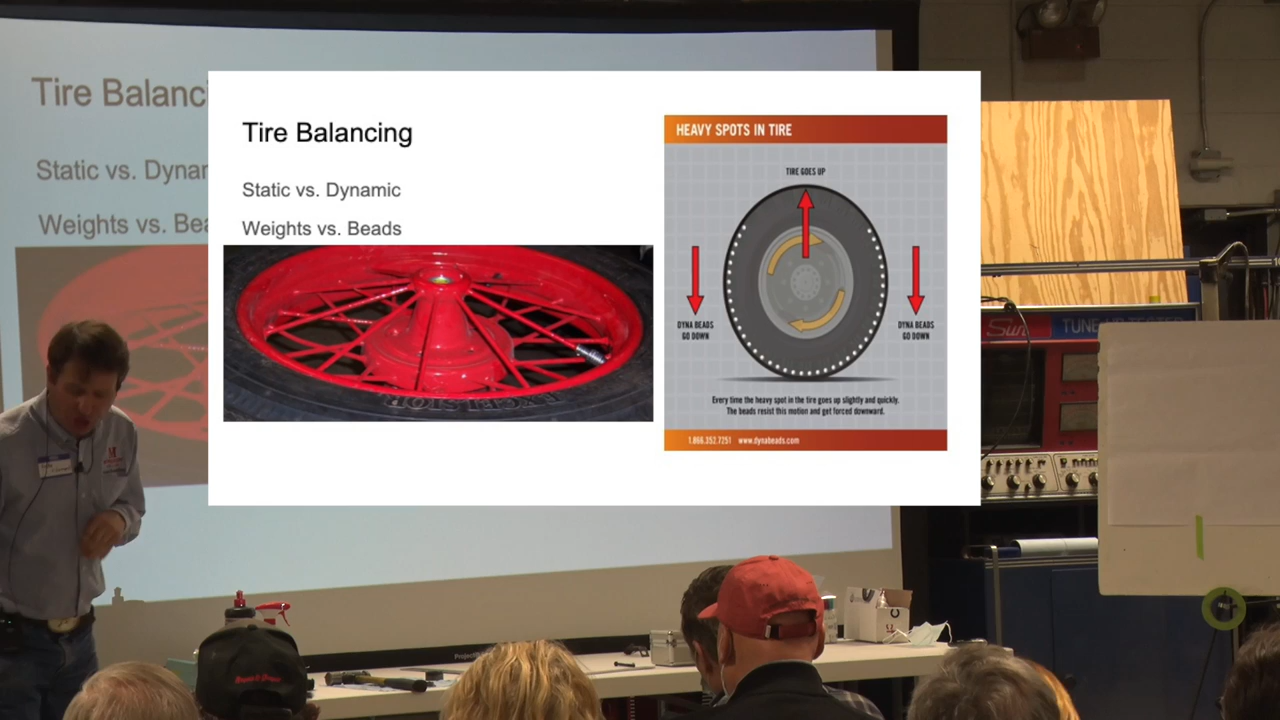 Tire Balanci
Static vs. Dynar
Weights vs. Bea
Tire Balancing
Static vs. Dynamic
Weights vs. Beads
EXCELSIOR
HEAVY SPOTS IN TIRE
TIRE GOES UP
DYNA BEADS
GO DOWN
DYNA BEADS
GO DOWN
Every time the heavy spot in the tire goes up slightly and quickly.
The beads resist this motion and get forced downward.
1.866.352.7251 www.dynabeads.com
Sun
TUNE-UP TESTER